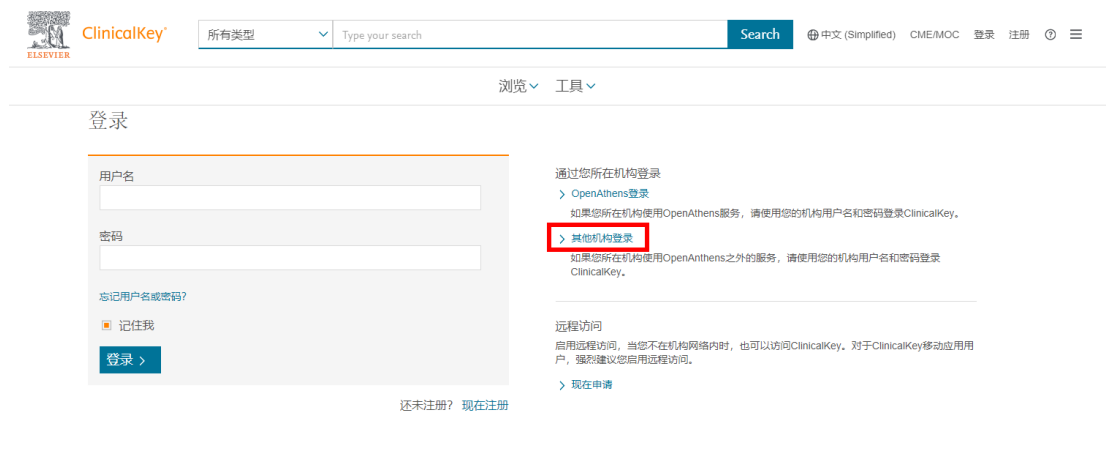 ELSEVIER
ClinicalKey®
所有类型
Type your search
Search
中文 (Simplified)
CME/MOC
登录
注册
浏览
工具
登录
用户名
密码
忘记用户名或密码?
记住我
登录
还未注册? 现在注册
通过您所在机构登录
OpenAthens登录
如果您所在机构使用OpenAthens服务，请使用您的机构用户名和密码登录ClinicalKey。
其他机构登录
如果您所在机构使用OpenAnthens之外的服务，请使用您的机构用户名和密码登录
ClinicalKey。
远程访问
启用远程访问，当您不在机构网络内时，也可以访问ClinicalKey。对于ClinicalKey移动应用用
户，强烈建议您启用远程访问。
现在申请